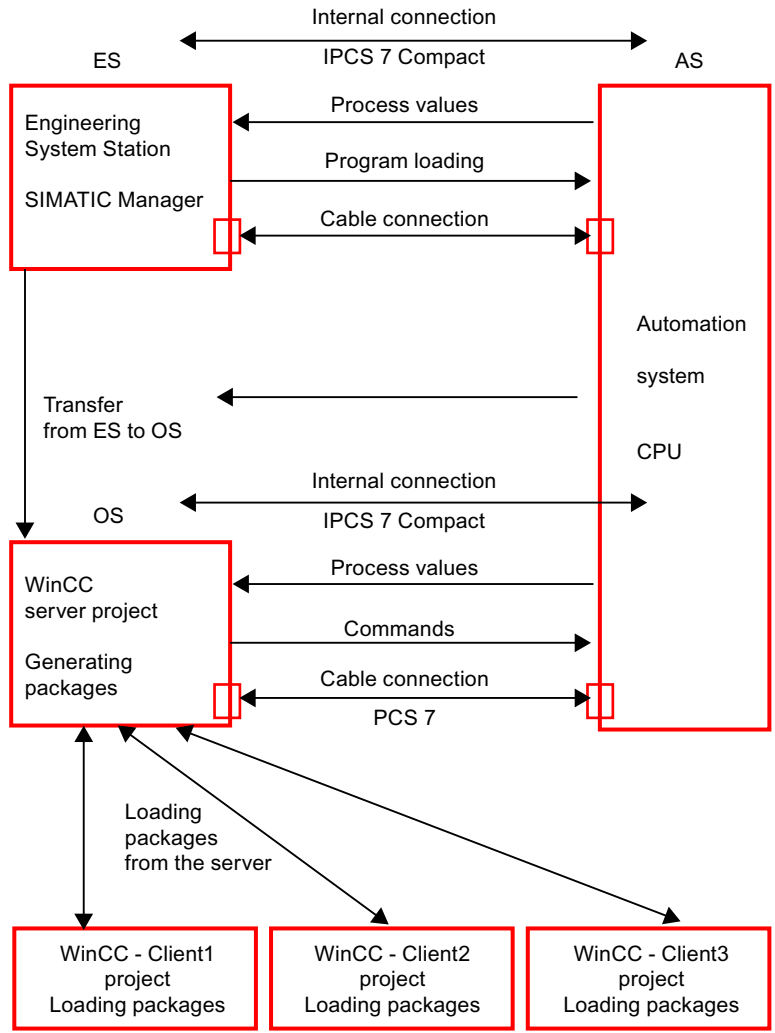 Internal connection
IPCS 7 Compact
ES
AS
Engineering
System Station
SIMATIC Manager
Process values
Program loading
Cable connection
Automation
system
CPU
Transfer
from ES to OS
Internal connection
IPCS 7 Compact
OS
WinCC
server project
Generating
packages
Process values
Commands
Cable connection
PCS 7
Loading
packages
from the server
WinCC - Client1
project
Loading packages
WinCC - Client2
project
Loading packages
WinCC - Client3
project
Loading packages